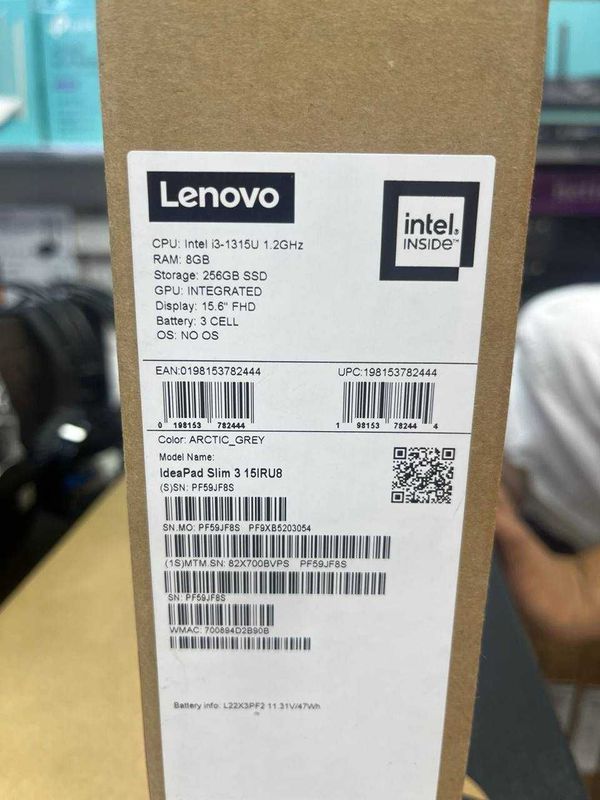 Lenovo
intel.
INSIDE™
CPU: Intel i3-1315U 1.2GHz
RAM: 8GB
Storage: 256GB SSD
GPU: INTEGRATED
Display: 15.6" FHD
Battery: 3 CELL
OS: NO OS
EAN:0198153782444 UPC:198153782444
0 198153 782444 1 98153 78244 4
Color: ARCTIC_GREY
Model Name:
IdeaPad Slim 3 15IRU8
(S)SN: PF59JF8S
SN.MO: PF59JF8S PF9XB5203054
(1S)MTM.SN: 82X700BVPS PF59JF8S
SN: PF59JF8S
WMAC: 700894D2B90B
Battery info: L22X3PF2 11.31V/47Wh